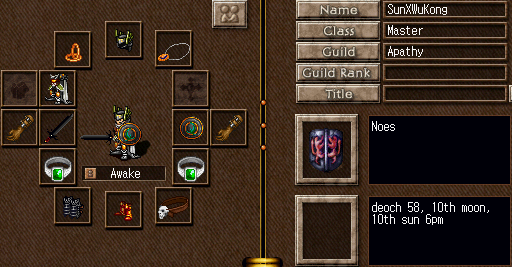 Name SunXWuKong
Class Master
Guild Apathy
Guild Rank
Title
Awake
Noes
deoch 58, 10th moon,
10th sun 6pm